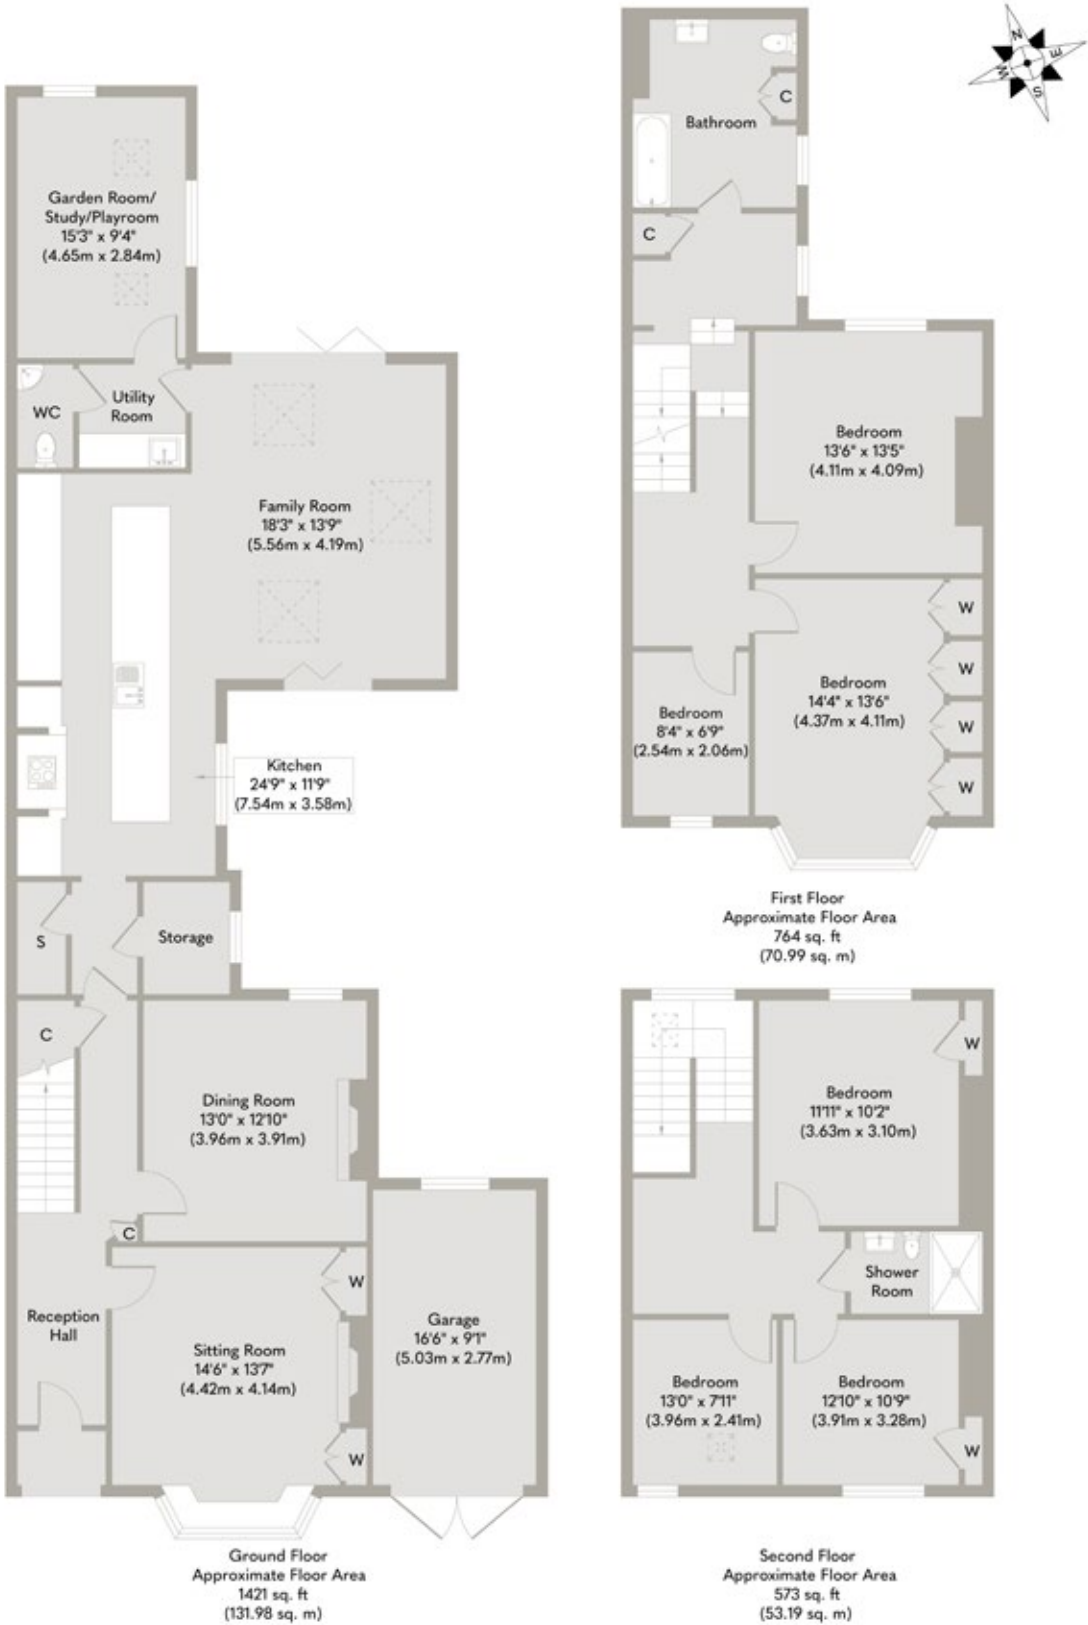 Garden Room/
Study/Playroom
15'3" x 9'4"
(4.65m x 2.84m)
WC
Utility
Room
Family Room
18'3" x 13'9"
(5.56m x 4.19m)
Kitchen
24'9" x 11'9"
(7.54m x 3.58m)
S
Storage
C
Dining Room
13'0" x 12'10"
(3.96m x 3.91m)
C
Reception
Hall
Sitting Room
14'6" x 13'7"
(4.42m x 4.14m)
W
W
Garage
16'6" x 9'1"
(5.03m x 2.77m)
Ground Floor
Approximate Floor Area
1421 sq. ft
(131.98 sq. m)
N
E
S
W
Bathroom
C
C
Bedroom
13'6" x 13'5"
(4.11m x 4.09m)
Bedroom
14'4" x 13'6"
(4.37m x 4.11m)
W
W
W
W
Bedroom
8'4" x 6'9"
(2.54m x 2.06m)
First Floor
Approximate Floor Area
764 sq. ft
(70.99 sq. m)
Bedroom
11'11" x 10'2"
(3.63m x 3.10m)
W
Shower
Room
Bedroom
13'0" x 7'11"
(3.96m x 2.41m)
Bedroom
12'10" x 10'9"
(3.91m x 3.28m)
W
Second Floor
Approximate Floor Area
573 sq. ft
(53.19 sq. m)